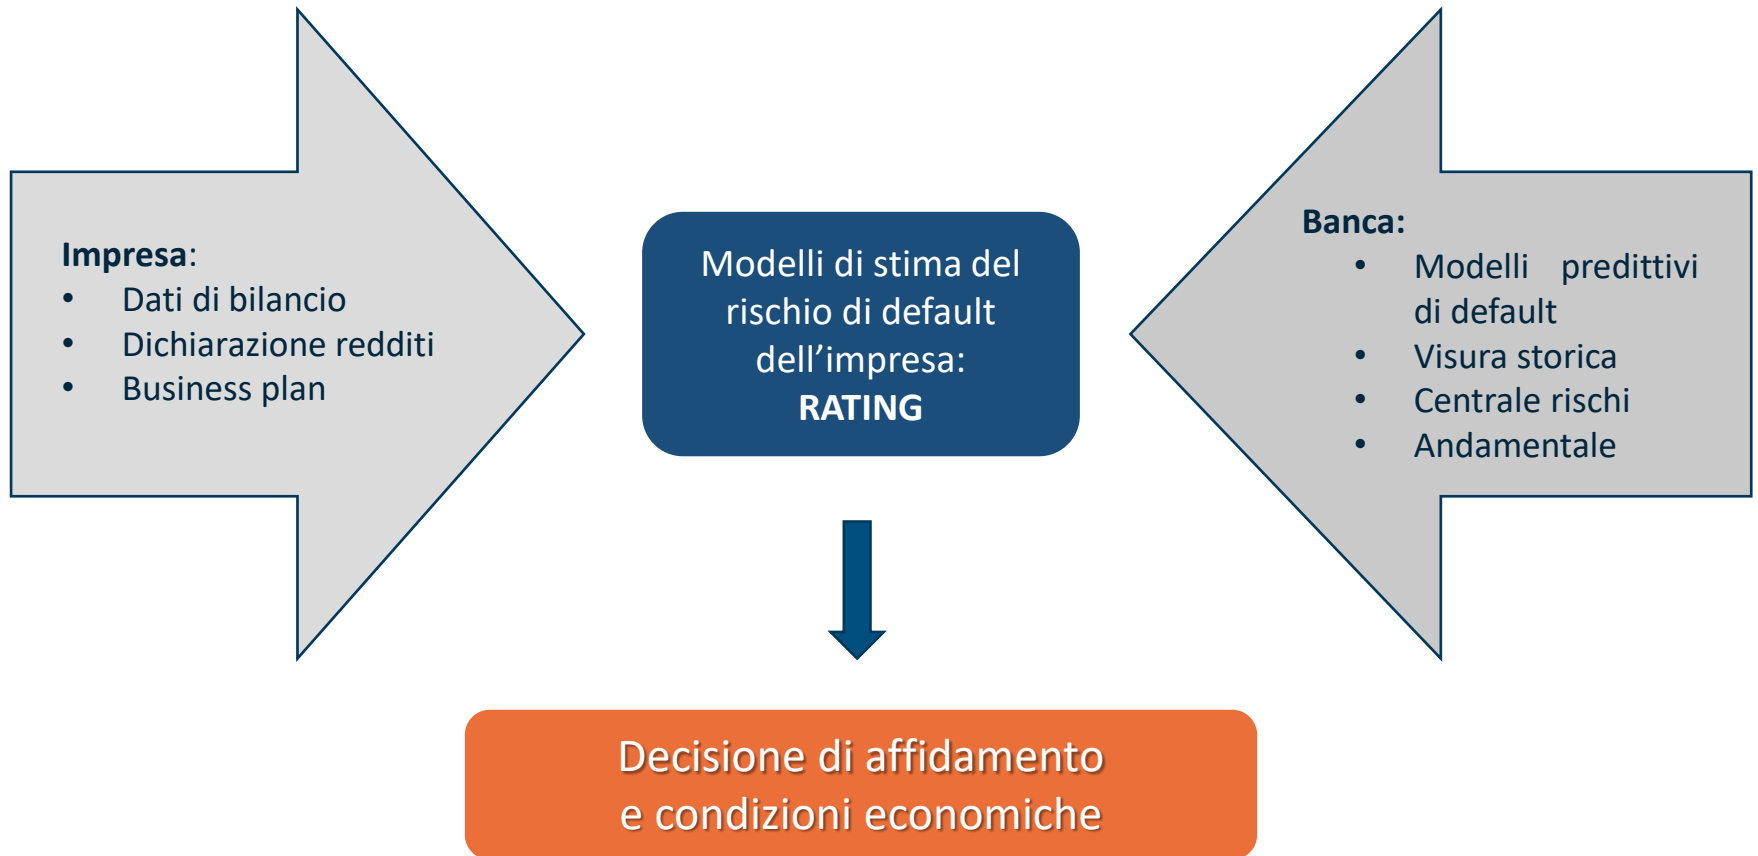 Impresa:
• Dati di bilancio
• Dichiarazione redditi
• Business plan
Modelli di stima del
rischio di default
dell’impresa:
RATING
Banca:
• Modelli predittivi
di default
• Visura storica
• Centrale rischi
• Andamentale
Decisione di affidamento
e condizioni economiche